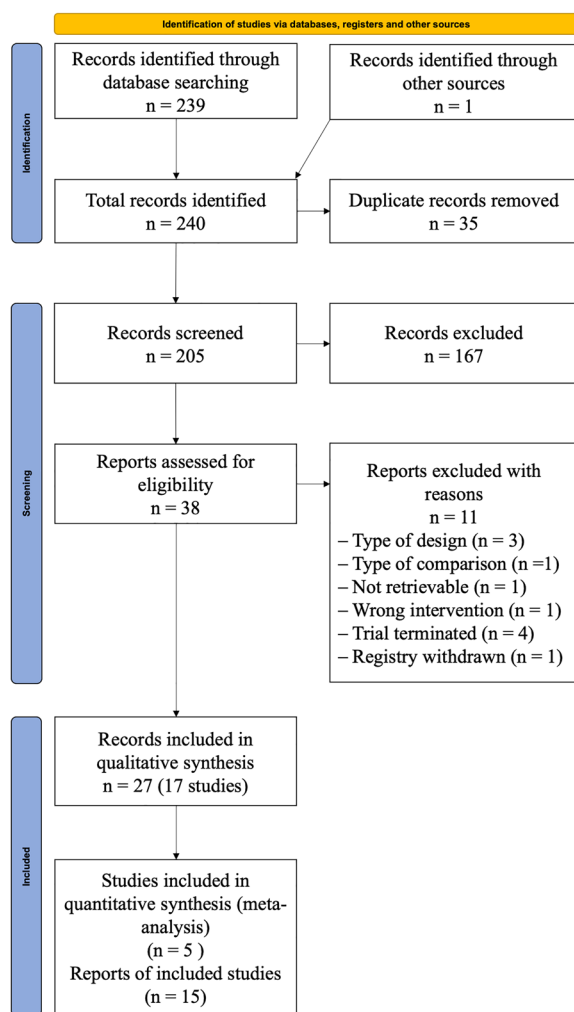 Identification of studies via databases, registers and other sources
Identification
Records identified through
database searching
n = 239
Records identified through
other sources
n = 1
Total records identified
n = 240
Duplicate records removed
n = 35
Screening
Records screened
n = 205
Records excluded
n = 167
Reports assessed for
eligibility
n = 38
Reports excluded with
reasons
n = 11
– Type of design (n = 3)
– Type of comparison (n =1)
– Not retrievable (n = 1)
– Wrong intervention (n = 1)
– Trial terminated (n = 4)
– Registry withdrawn (n = 1)
Included
Records included in
qualitative synthesis
n = 27 (17 studies)
Studies included in
quantitative synthesis (meta-
analysis)
(n = 5 )
Reports of included studies
(n = 15)